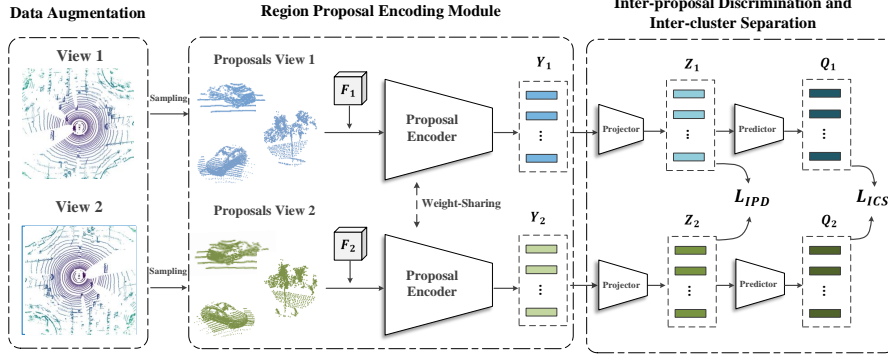 Data Augmentation
Region Proposal Encoding Module
Inter-proposal Discrimination and
Inter-cluster Separation
View 1
Sampling
Proposals View 1
F₁
Proposal
Encoder
Y₁
Projector
Z₁
Predictor
Q₁
Weight-Sharing
L_IPD
L_ICS
View 2
Sampling
Proposals View 2
F₂
Proposal
Encoder
Y₂
Projector
Z₂
Predictor
Q₂